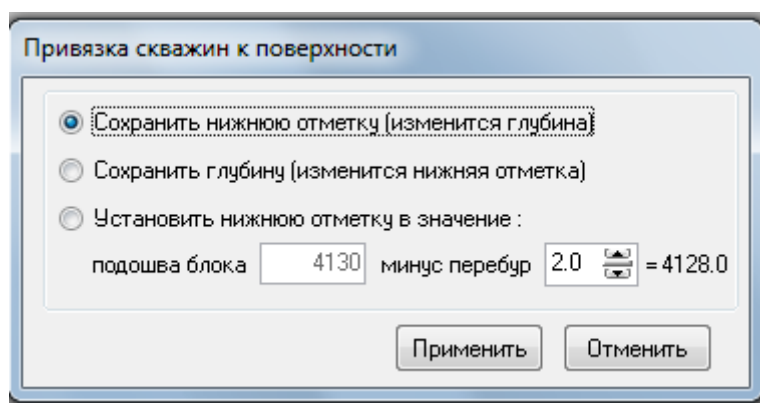 Привязка скважин к поверхности
Сохранить нижнюю отметку (изменится глубина)
Сохранить глубину (изменится нижняя отметка)
Установить нижнюю отметку в значение :
подошва блока 4130 минус перебур 2.0 = 4128.0
Применить Отменить